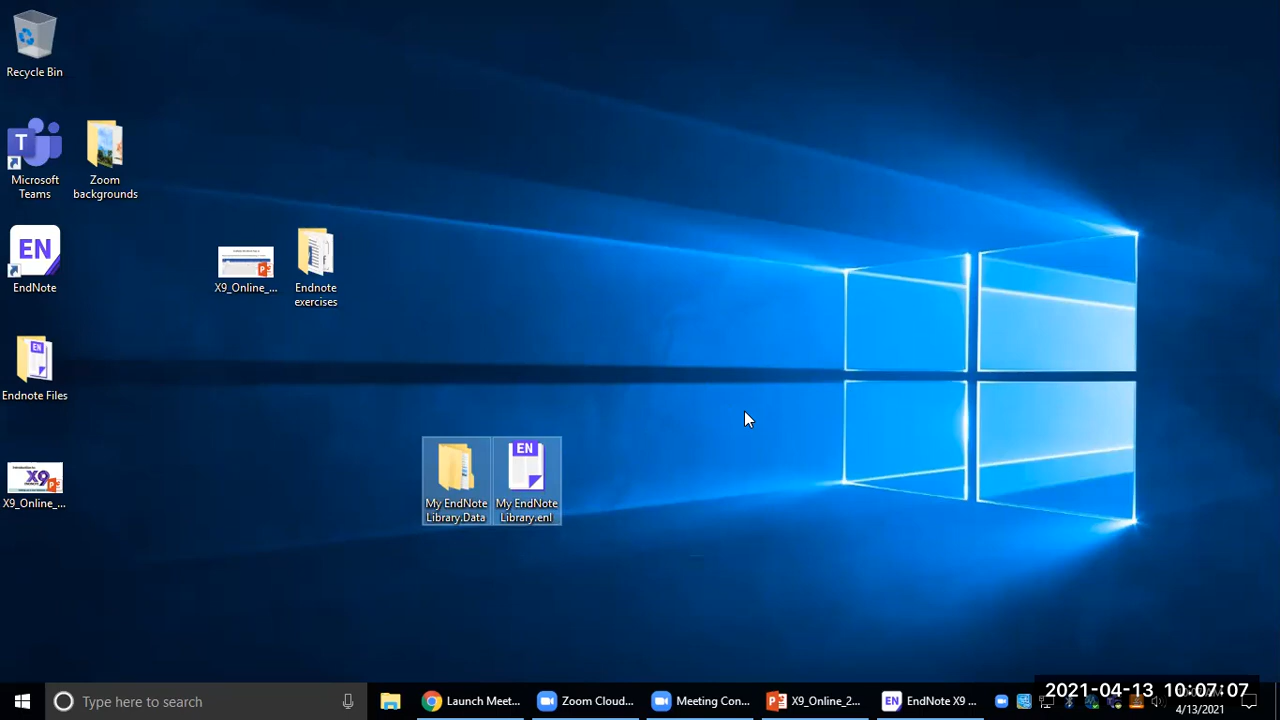 Recycle Bin
T
Microsoft
Teams
Zoom
backgrounds
EN
EndNote
X9_Online_...
Endnote
exercises
EN
Endnote Files
X9
X9_Online_...
EN
My EndNote
Library.Data
My EndNote
Library.enl
Type here to search
Launch Meet...
Zoom Cloud...
Meeting Con...
X9_Online_2...
EN
EndNote X9 ...
2021-04-13 10:07:07
4/13/2021